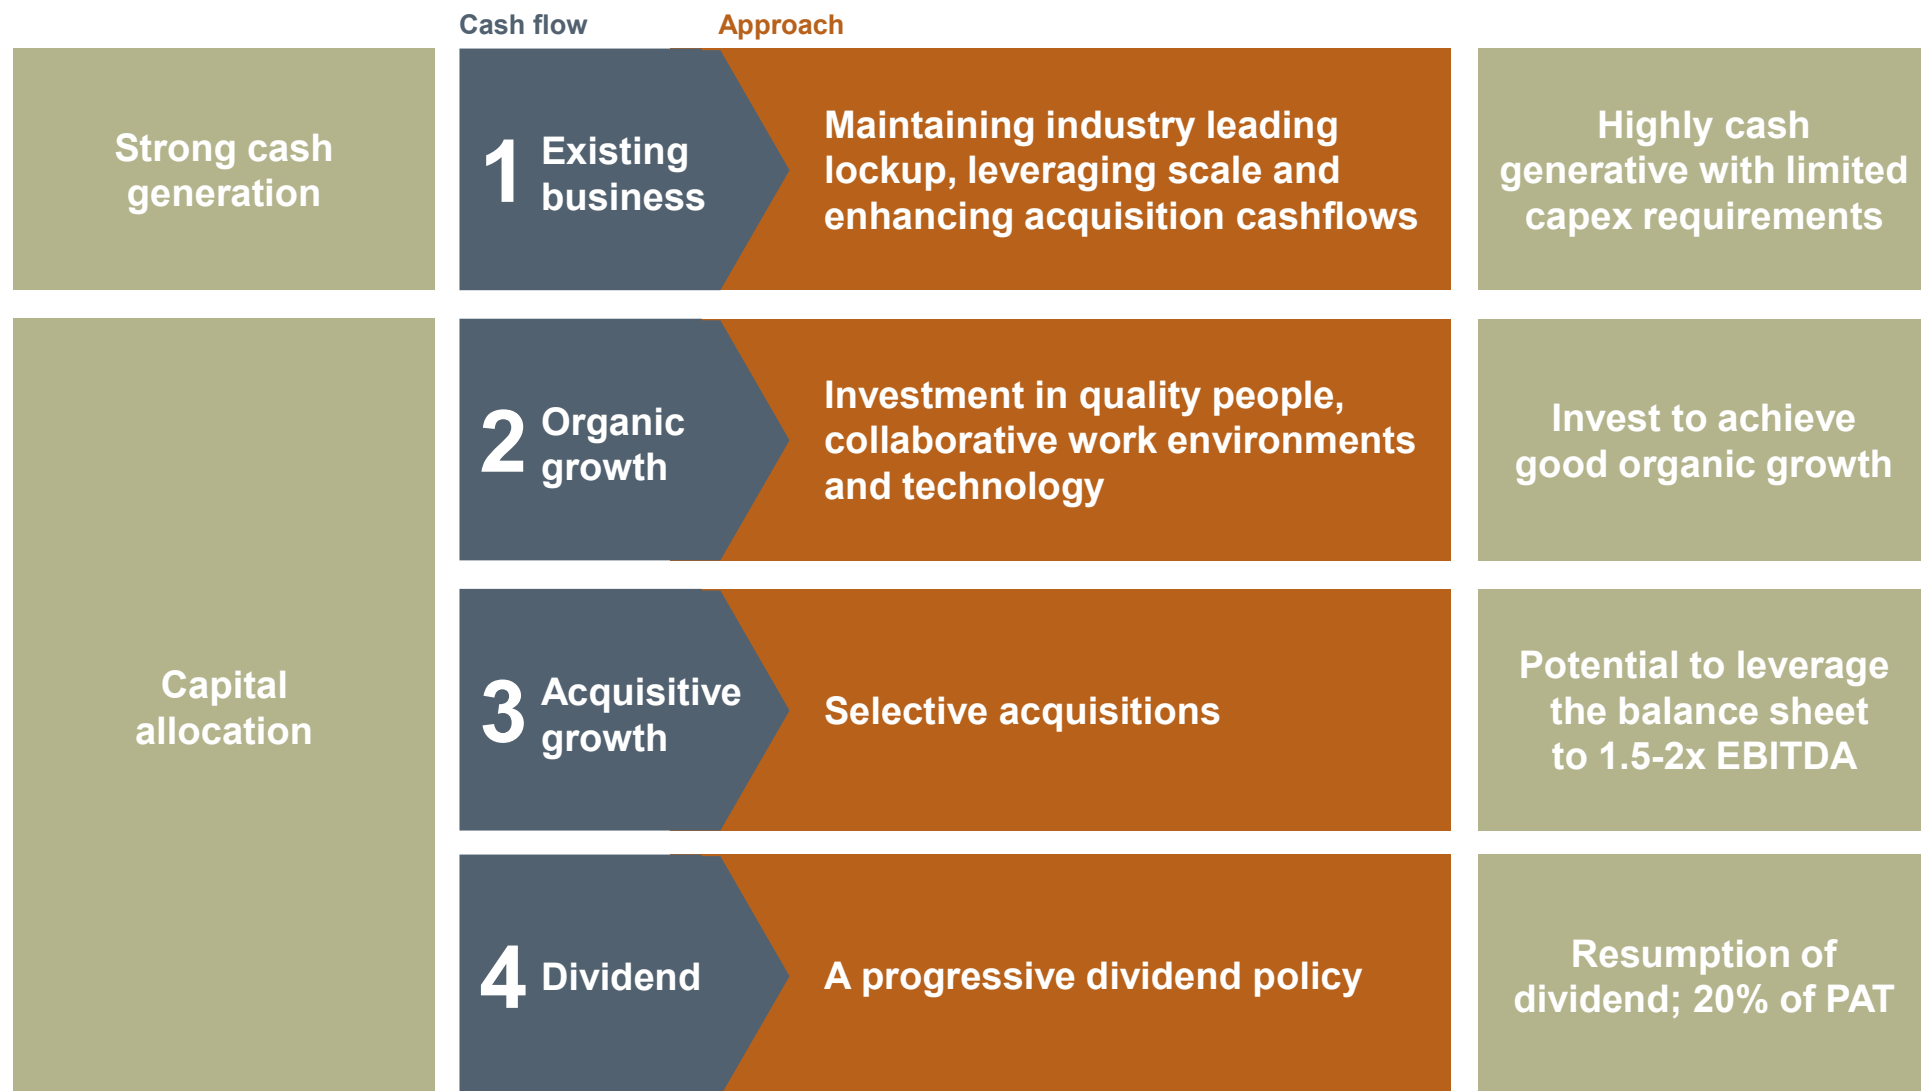 Cash flow
Approach
Strong cash
generation
1
Existing
business
Maintaining industry leading
lockup, leveraging scale and
enhancing acquisition cashflows
Highly cash
generative with limited
capex requirements
Capital
allocation
2
Organic
growth
Investment in quality people,
collaborative work environments
and technology
Invest to achieve
good organic growth
3
Acquisitive
growth
Selective acquisitions
Potential to leverage
the balance sheet
to 1.5-2x EBITDA
4
Dividend
A progressive dividend policy
Resumption of
dividend; 20% of PAT